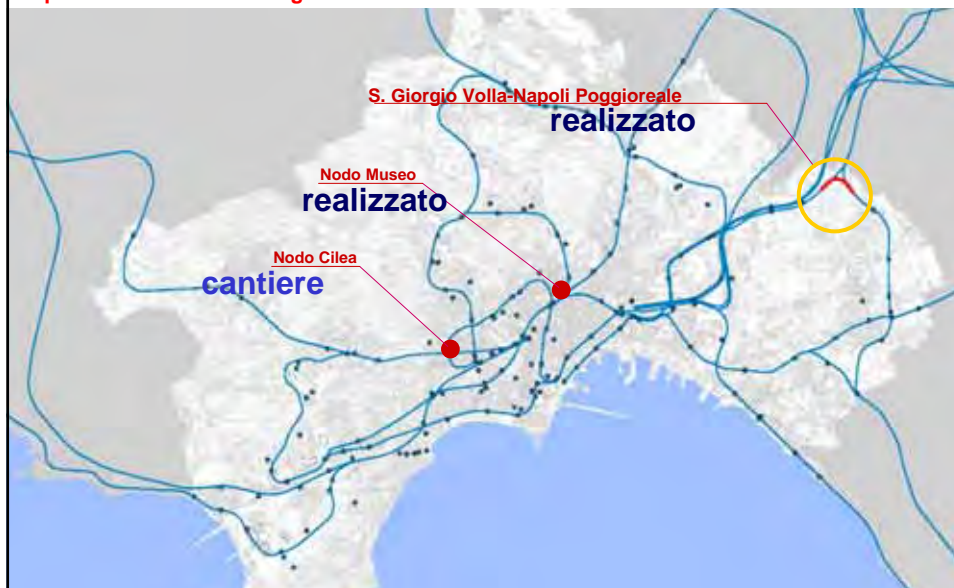 S. Giorgio Volla-Napoli Poggioreale
realizzato
Nodo Museo
realizzato
Nodo Cilea
cantiere